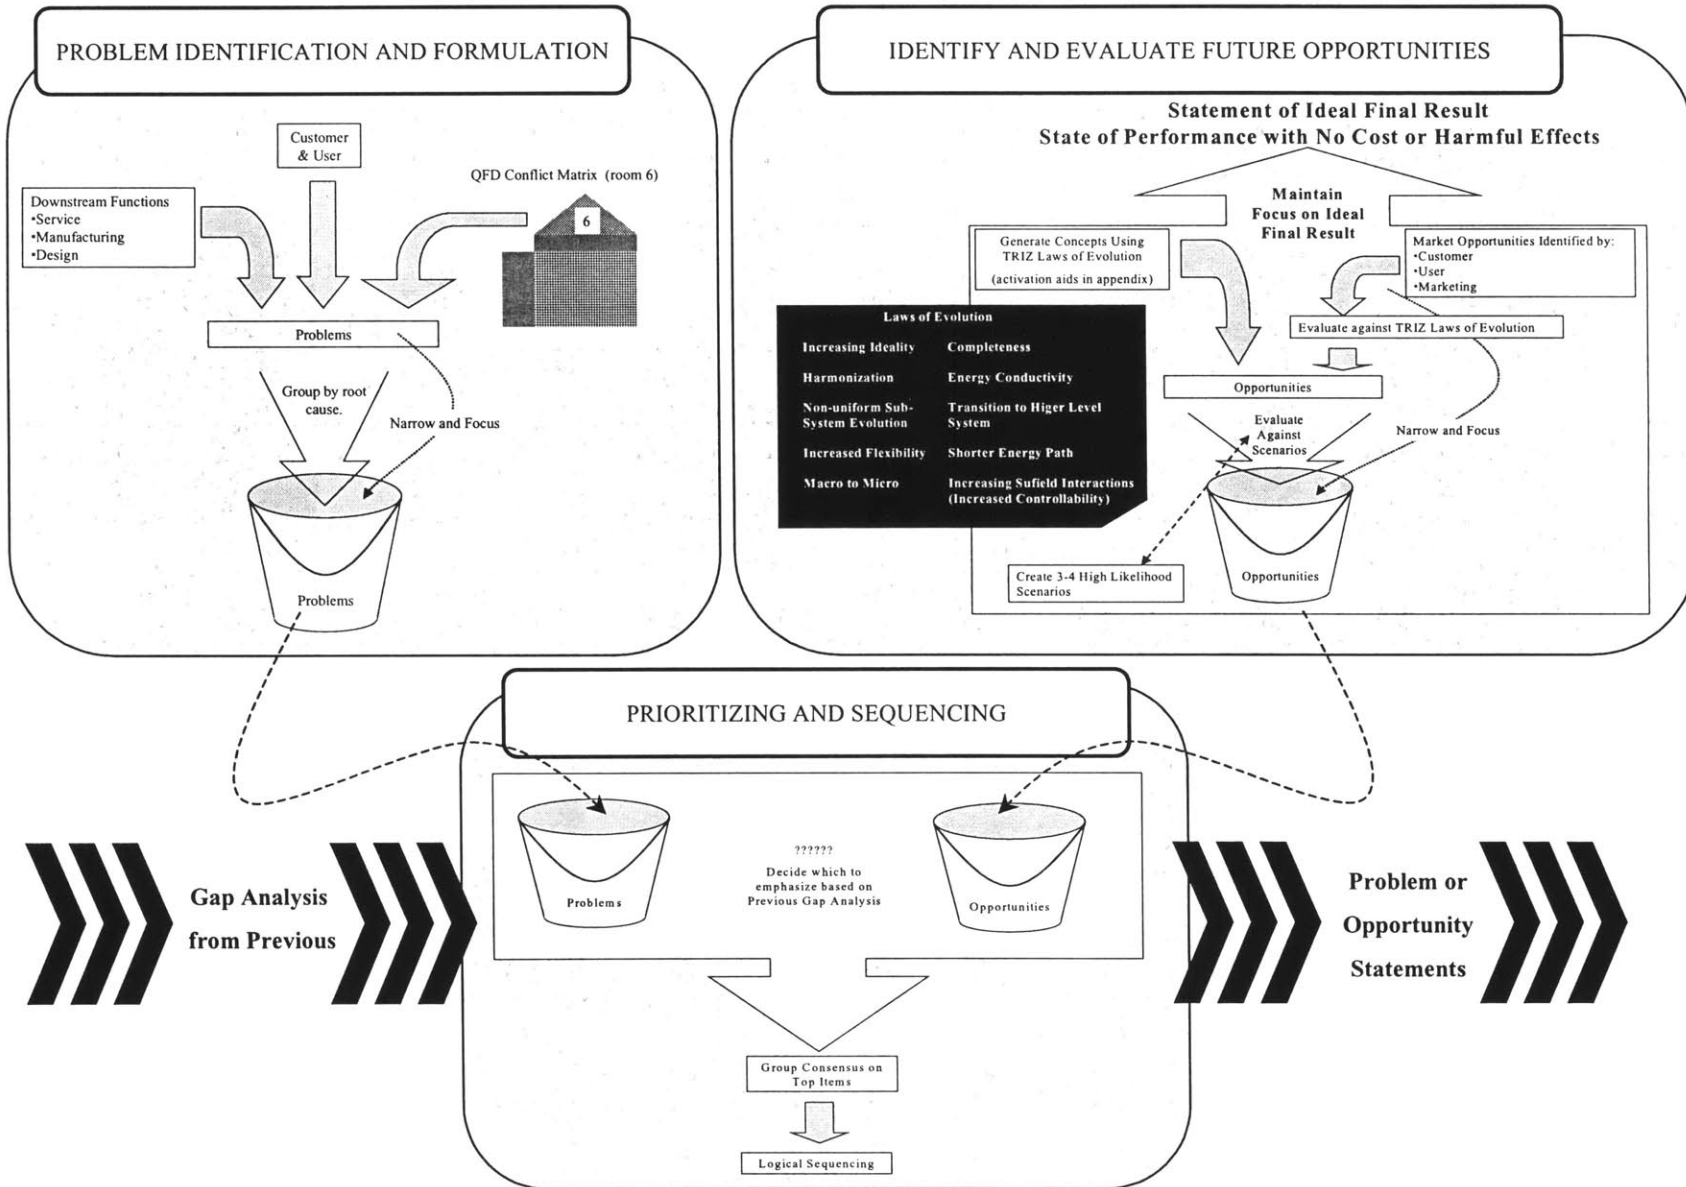 PROBLEM IDENTIFICATION AND FORMULATION
Customer
& User
QFD Conflict Matrix (room 6)
6
Downstream Functions
•Service
•Manufacturing
•Design
Problems
Group by root
cause.
Narrow and Focus
Problems
IDENTIFY AND EVALUATE FUTURE OPPORTUNITIES
Statement of Ideal Final Result
State of Performance with No Cost or Harmful Effects
Maintain
Focus on Ideal
Final Result
Generate Concepts Using
TRIZ Laws of Evolution
(activation aids in appendix)
Market Opportunities Identified by:
•Customer
•User
•Marketing
Evaluate against TRIZ Laws of Evolution
Laws of Evolution
Increasing Ideality
Completeness
Harmonization
Energy Conductivity
Non-uniform Sub-
System Evolution
Transition to Higer Level
System
Increased Flexibility
Shorter Energy Path
Macro to Micro
Increasing Sufield Interactions
(Increased Controllability)
Opportunities
Evaluate
Against
Scenarios
Narrow and Focus
Create 3-4 High Likelihood
Scenarios
Opportunities
PRIORITIZING AND SEQUENCING
Gap Analysis
from Previous
Problems
??????
Decide which to
emphasize based on
Previous Gap Analysis
Opportunities
Problem or
Opportunity
Statements
Group Consensus on
Top Items
Logical Sequencing